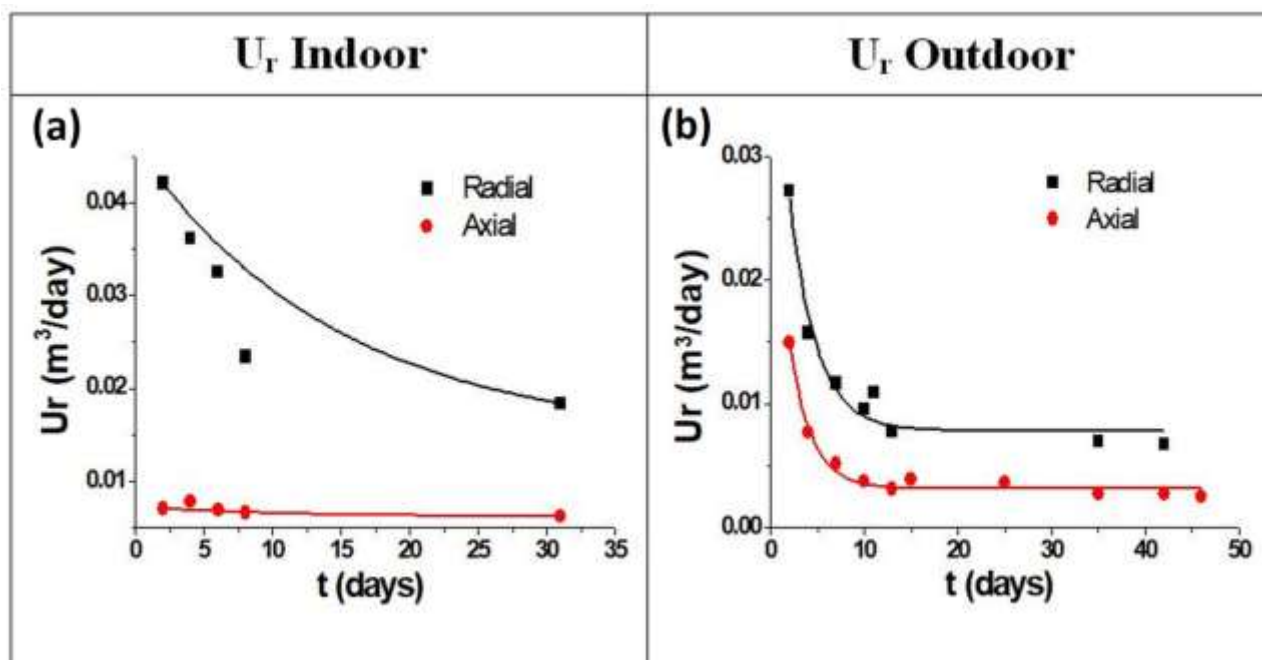 Ur Indoor
Ur Outdoor
(a)
Radial
Axial
0.04
0.03
0.02
0.01
Ur (m³/day)
0 5 10 15 20 25 30 35
t (days)
(b)
Radial
Axial
0.03
0.02
0.01
0.00
Ur (m³/day)
0 10 20 30 40 50
t (days)